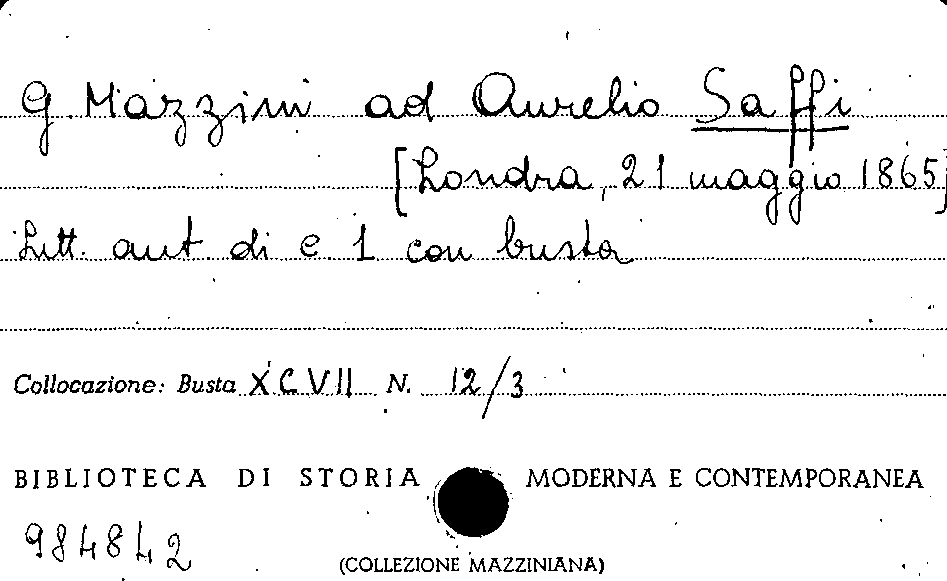 G. Mazzini ad Aurelio Saffi
[Londra, 21 maggio 1865]
Lett. aut. di c. 1 con busta
Collocazione: Busta XCVII N. 12/3
BIBLIOTECA DI STORIA MODERNA E CONTEMPORANEA
984842
(COLLEZIONE MAZZINIANA)